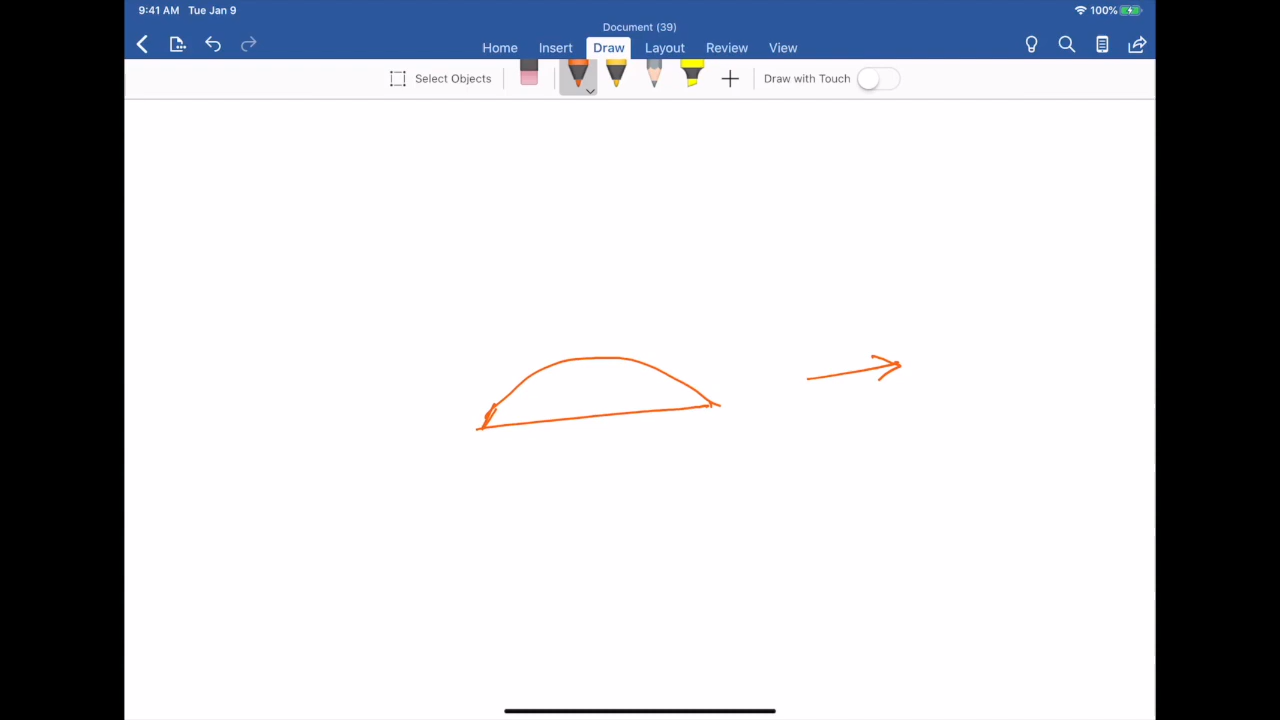 9:41 AM Tue Jan 9 100%
Document (39)
Home Insert Draw Layout Review View
Select Objects Draw with Touch